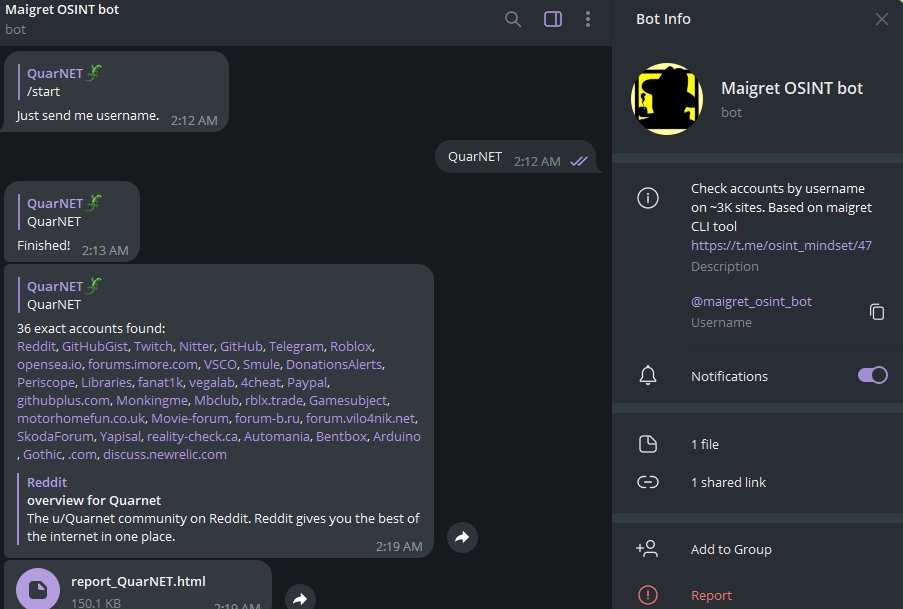 Maigret OSINT bot
bot
QuarNET
/start
Just send me username. 2:12 AM
QuarNET 2:12 AM
QuarNET
QuarNET
Finished! 2:13 AM
QuarNET
QuarNET
36 exact accounts found:
Reddit, GitHubGist, Twitch, Nitter, GitHub, Telegram, Roblox,
opensea.io, forums.imore.com, VSCO, Smule, DonationsAlerts,
Periscope, Libraries, fanat1k, vegalab, 4cheat, Paypal,
githubplus.com, Monkingme, Mbclub, rblx.trade, Gamesubject,
motorhomefun.co.uk, Movie-forum, forum-b.ru, forum.vilo4nik.net,
SkodaForum, Yapisal, reality-check.ca, Automania, Bentbox, Arduino
, Gothic, .com, discuss.newrelic.com
Reddit
overview for Quarnet
The u/Quarnet community on Reddit. Reddit gives you the best of
the internet in one place.
2:19 AM
report_QuarNET.html
150.1 KB 2:19 AM
Bot Info
Maigret OSINT bot
bot
Check accounts by username
on ~3K sites. Based on maigret
CLI tool
https://t.me/osint_mindset/47
Description
@maigret_osint_bot
Username
Notifications
1 file
1 shared link
Add to Group
Report